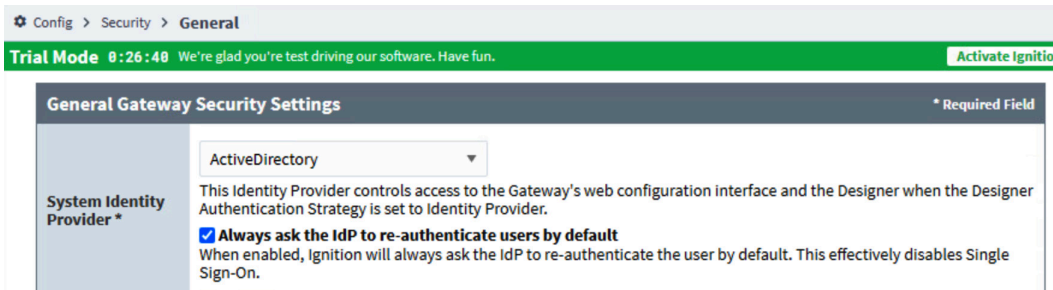 Config > Security > General
Trial Mode 0:26:40 We're glad you're test driving our software. Have fun. Activate Ignitio
General Gateway Security Settings * Required Field
ActiveDirectory
System Identity Provider *
This Identity Provider controls access to the Gateway's web configuration interface and the Designer when the Designer
Authentication Strategy is set to Identity Provider.
Always ask the IdP to re-authenticate users by default
When enabled, Ignition will always ask the IdP to re-authenticate the user by default. This effectively disables Single
Sign-On.